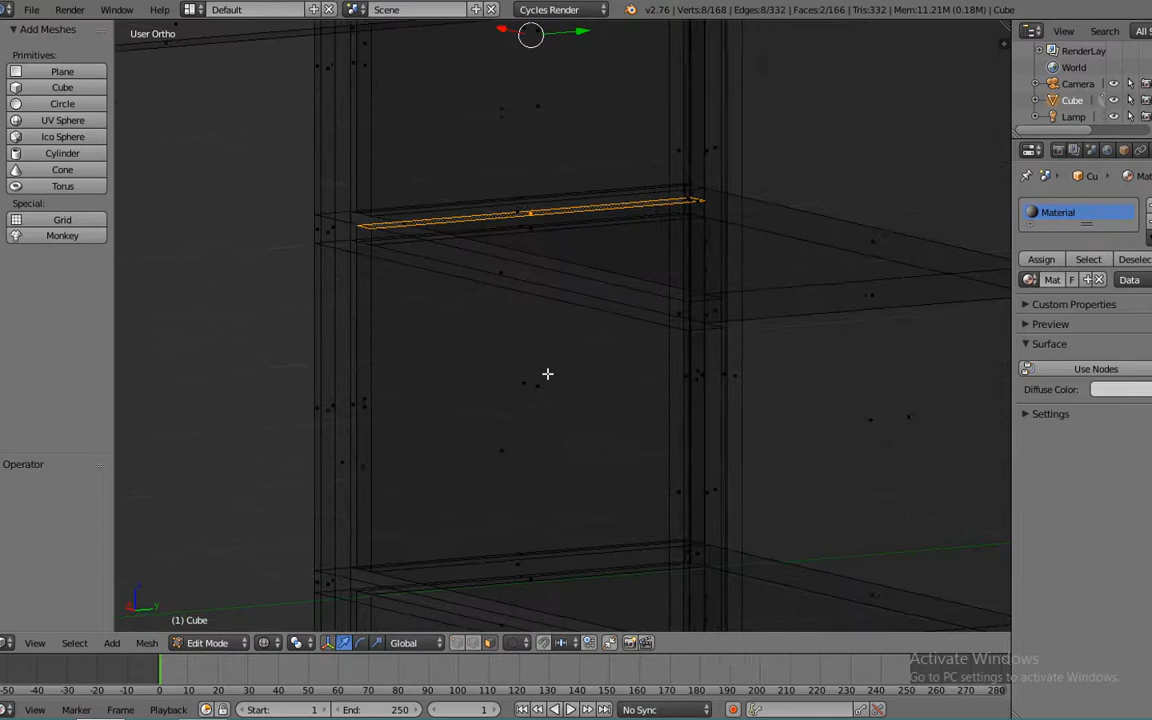 File Render Window Help Default Scene Cycles Render v2.76 | Verts:8/168 | Edges:8/332 | Faces:2/166 | Tris:332 | Mem:11.21M (0.18M) | Cube
Add Meshes
User Ortho
View Search All S
Primitives:
Plane
Cube
Circle
UV Sphere
Ico Sphere
Cylinder
Cone
Torus
Special:
Grid
Monkey
RenderLay
World
Camera
Cube
Lamp
Cu Ma
Material
Assign Select Deselec
Mat F Data
Custom Properties
Preview
Surface
Use Nodes
Diffuse Color:
Settings
Operator
z
y
(1) Cube
View Select Add Mesh Edit Mode Global
Activate Windows
Go to PC settings to activate Windows.
-50 -40 -30 -20 -10 0 10 20 30 40 50 60 70 80 90 100 110 120 130 140 150 160 170 180 190 200 210 220 230 240 250 260 270 280
View Marker Frame Playback Start: 1 End: 250 1 No Sync